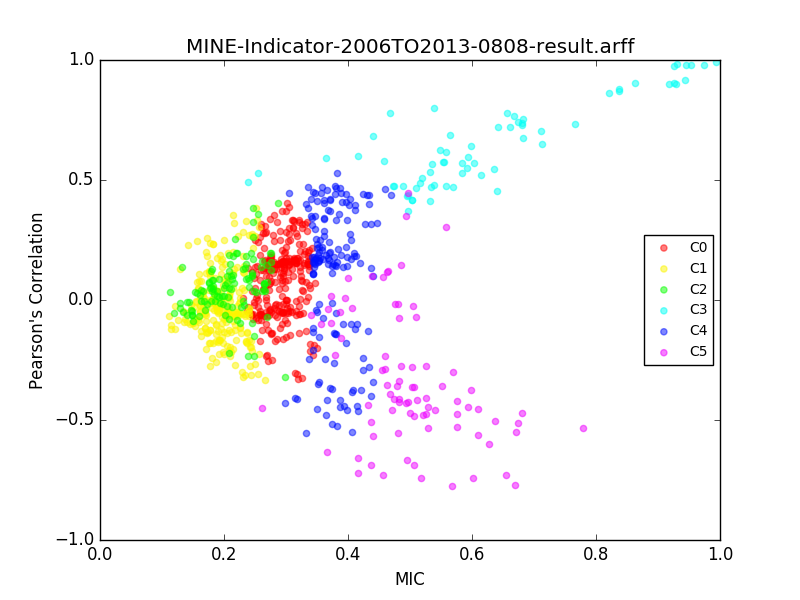 MINE-Indicator-2006TO2013-0808-result.arff
1.0
0.5
0.0
−0.5
−1.0
Pearson's Correlation
C0
C1
C2
C3
C4
C5
0.0 0.2 0.4 0.6 0.8 1.0
MIC